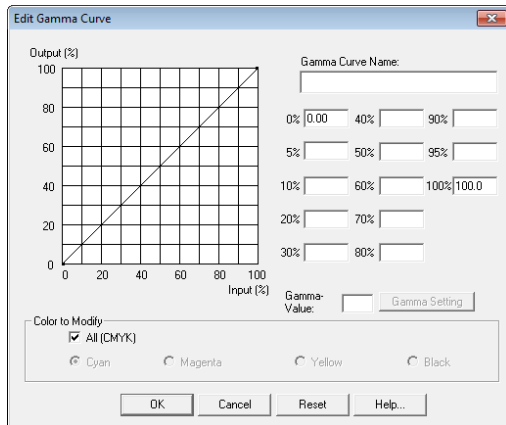 Edit Gamma Curve
Output (%)
100
80
60
40
20
0
0 20 40 60 80 100
Input (%)
Gamma Curve Name:
0% 0.00 40% 90%
5% 50% 95%
10% 60% 100% 100.0
20% 70%
30% 80%
Gamma-
Value:
Gamma Setting
Color to Modify
All (CMYK)
Cyan Magenta Yellow Black
OK Cancel Reset Help...